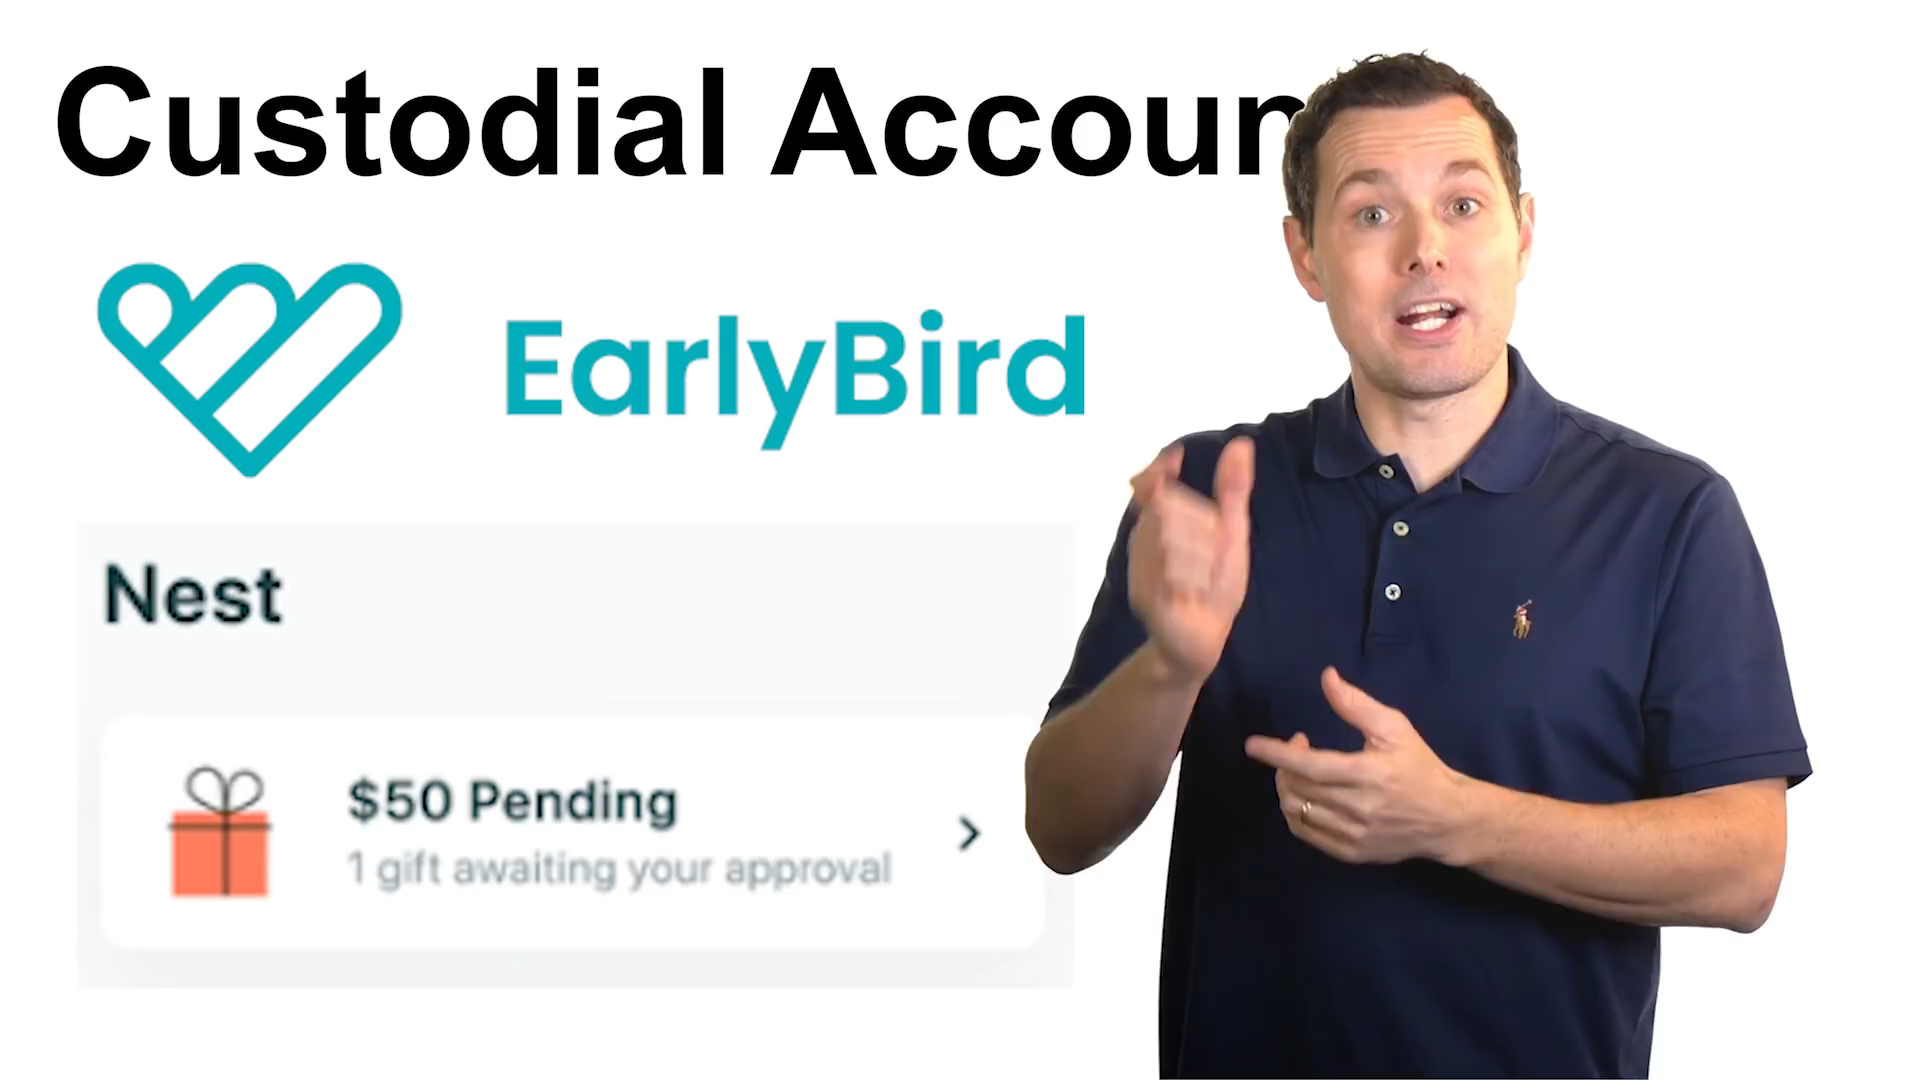 Custodial Accoun
EarlyBird
Nest
$50 Pending
1 gift awaiting your approval